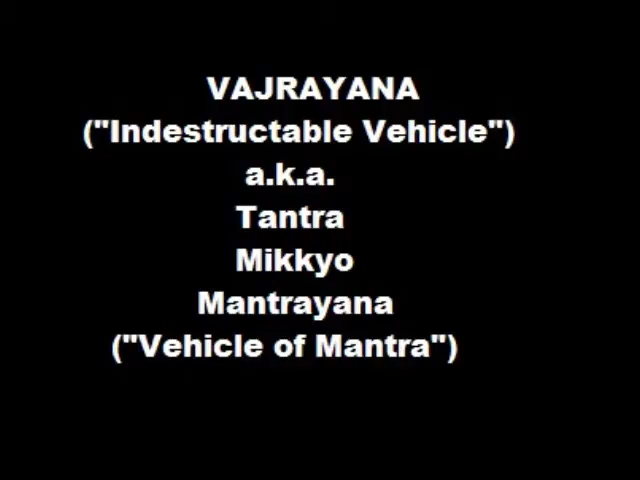 VAJRAYANA
("Indestructable Vehicle")
a.k.a.
Tantra
Mikkyo
Mantrayana
("Vehicle of Mantra")